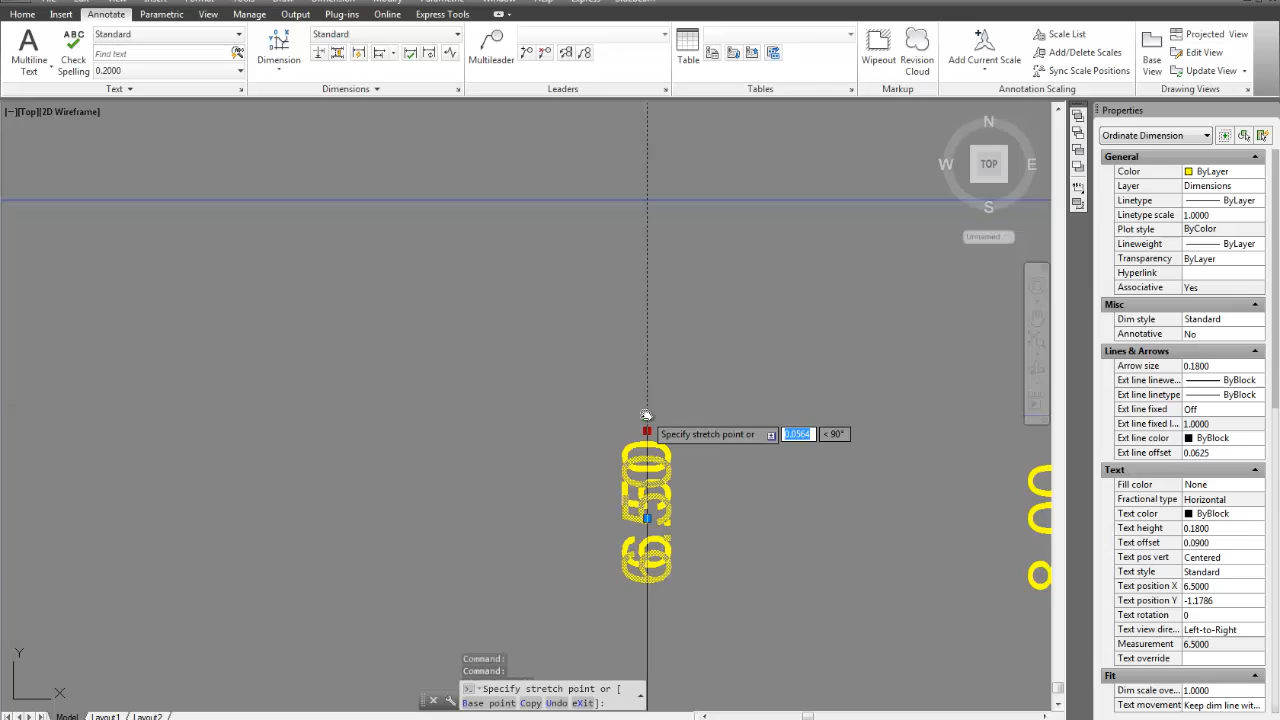 Home Insert Annotate Parametric View Manage Output Plug-ins Online Express Tools
Multiline Text
ABC
Check Spelling
Standard
Find text
0.2000
Text
Dimension
Standard
Dimensions
Multileader
Leaders
Table
Tables
Wipeout
Revision Cloud
Markup
Add Current Scale
Scale List
Add/Delete Scales
Sync Scale Positions
Annotation Scaling
Base View
Projected View
Edit View
Update View
Drawing Views
[−][Top][2D Wireframe]
N
W TOP E
S
Unnamed
Specify stretch point or 0.0564 < 90°
6.50
8.00
Y
X
Command:
Command:
Specify stretch point or [
Base point Copy Undo eXit]:
Model Layout1 Layout2
Properties
Ordinate Dimension
General
Color ByLayer
Layer Dimensions
Linetype ByLayer
Linetype scale 1.0000
Plot style ByColor
Lineweight ByLayer
Transparency ByLayer
Hyperlink
Associative Yes
Misc
Dim style Standard
Annotative No
Lines & Arrows
Arrow size 0.1800
Ext line linewe... ByBlock
Ext line linetype ByBlock
Ext line fixed Off
Ext line fixed l... 1.0000
Ext line color ByBlock
Ext line offset 0.0625
Text
Fill color None
Fractional type Horizontal
Text color ByBlock
Text height 0.1800
Text offset 0.0900
Text pos vert Centered
Text style Standard
Text position X 6.5000
Text position Y -1.1786
Text rotation 0
Text view dire... Left-to-Right
Measurement 6.5000
Text override
Fit
Dim scale ove... 1.0000
Text movement Keep dim line wit...